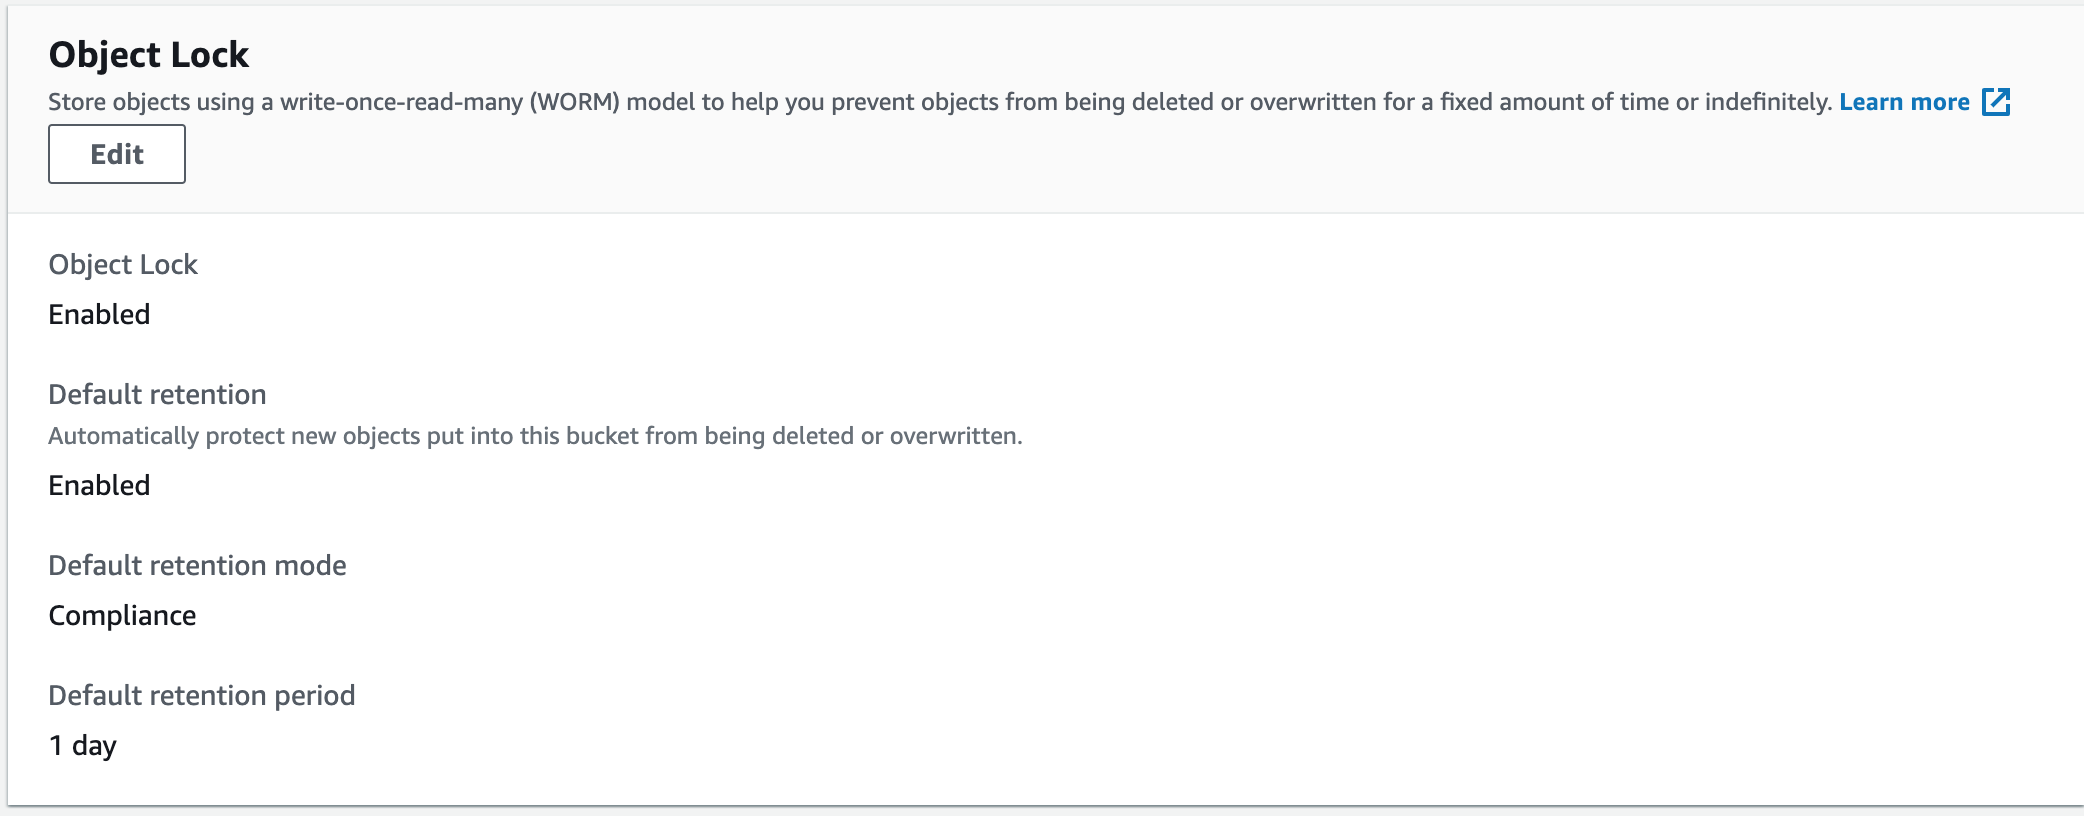 Object Lock
Store objects using a write-once-read-many (WORM) model to help you prevent objects from being deleted or overwritten for a fixed amount of time or indefinitely. Learn more
Edit
Object Lock
Enabled
Default retention
Automatically protect new objects put into this bucket from being deleted or overwritten.
Enabled
Default retention mode
Compliance
Default retention period
1 day